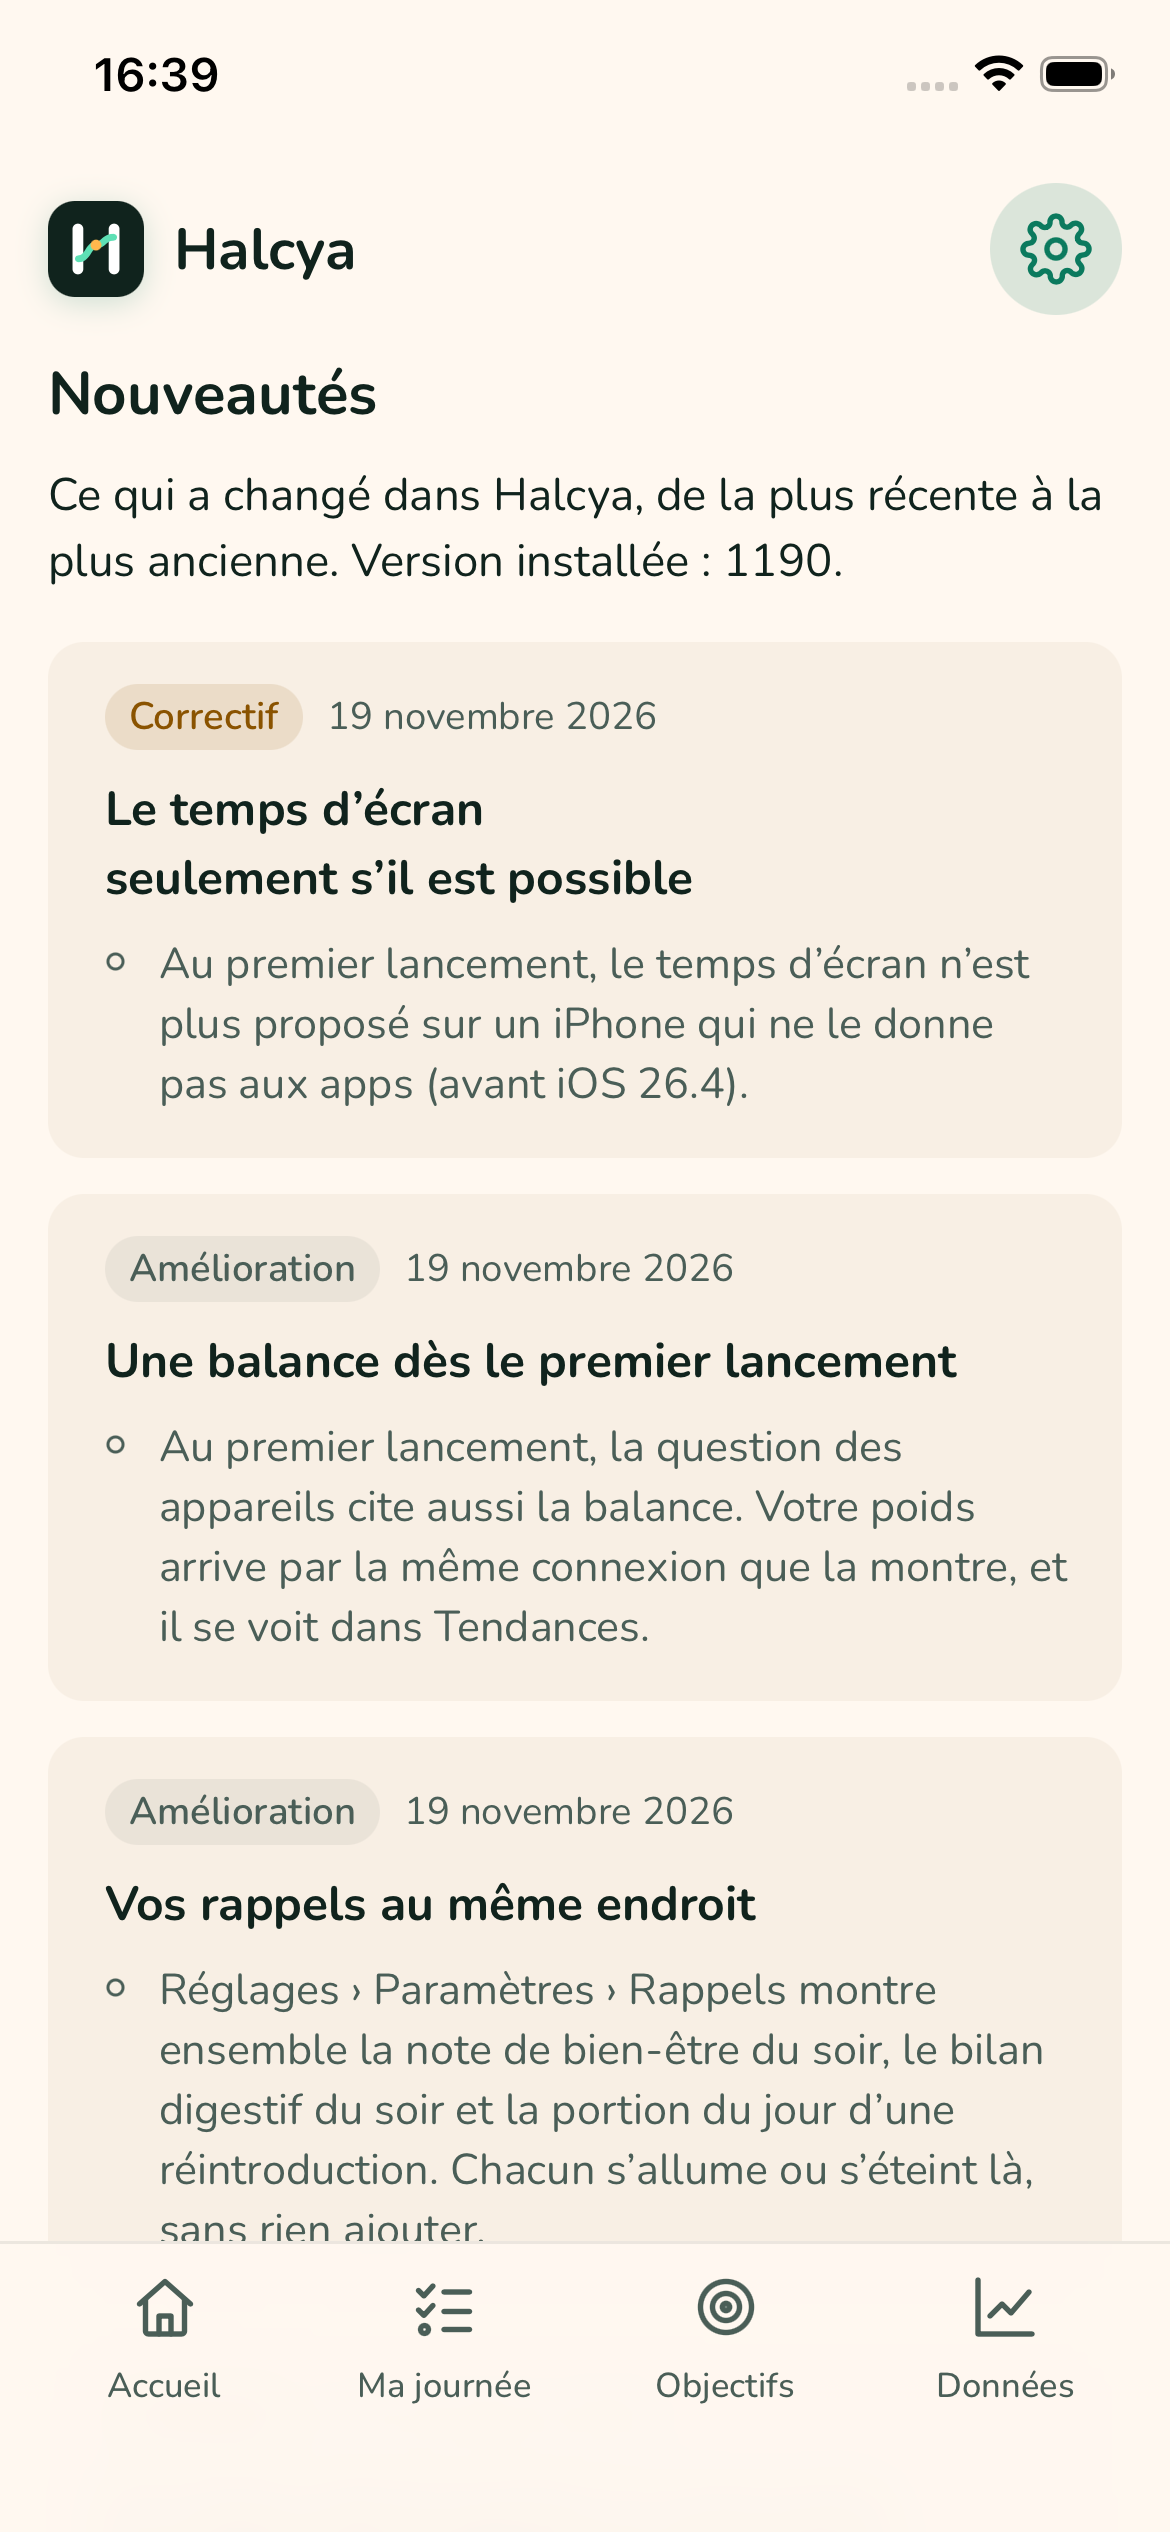 16:39
Halcya
Nouveautés
Ce qui a changé dans Halcya, de la plus récente à la
plus ancienne. Version installée : 1190.
Correctif 19 novembre 2026
Le temps d’écran
seulement s’il est possible
Au premier lancement, le temps d’écran n’est
plus proposé sur un iPhone qui ne le donne
pas aux apps (avant iOS 26.4).
Amélioration 19 novembre 2026
Une balance dès le premier lancement
Au premier lancement, la question des
appareils cite aussi la balance. Votre poids
arrive par la même connexion que la montre, et
il se voit dans Tendances.
Amélioration 19 novembre 2026
Vos rappels au même endroit
Réglages › Paramètres › Rappels montre
ensemble la note de bien-être du soir, le bilan
digestif du soir et la portion du jour d’une
réintroduction. Chacun s’allume ou s’éteint là,
sans rien ajouter.
Accueil Ma journée Objectifs Données